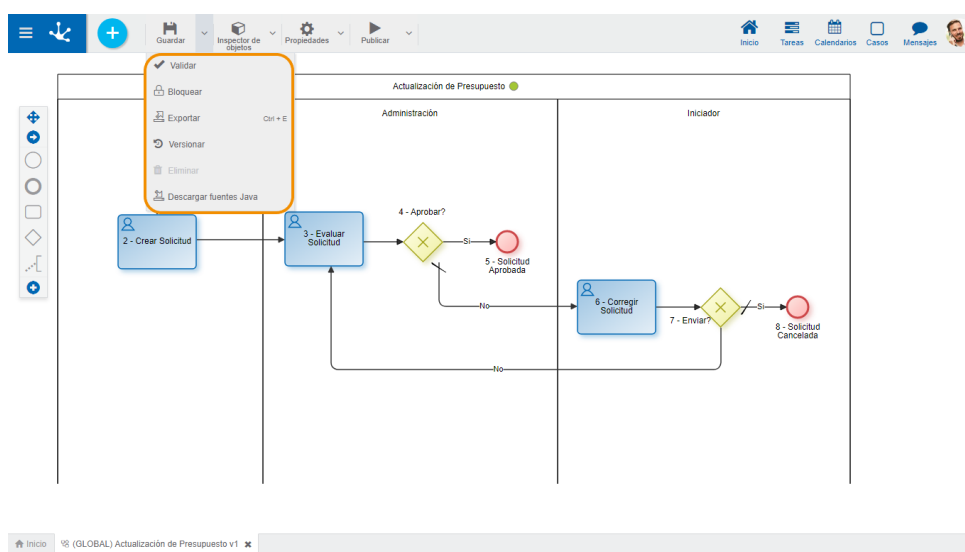 Guardar
Inspector de
objetos
Propiedades
Publicar
Inicio
Tareas
Calendarios
Casos
Mensajes
Validar
Bloquear
Exportar
Ctrl + E
Versionar
Eliminar
Descargar fuentes Java
Actualización de Presupuesto
Administración
Iniciador
2 - Crear Solicitud
3 - Evaluar
Solicitud
4 - Aprobar?
Si
5 - Solicitud
Aprobada
No
6 - Corregir
Solicitud
7 - Enviar?
Si
8 - Solicitud
Cancelada
No
Inicio
(GLOBAL) Actualización de Presupuesto v1